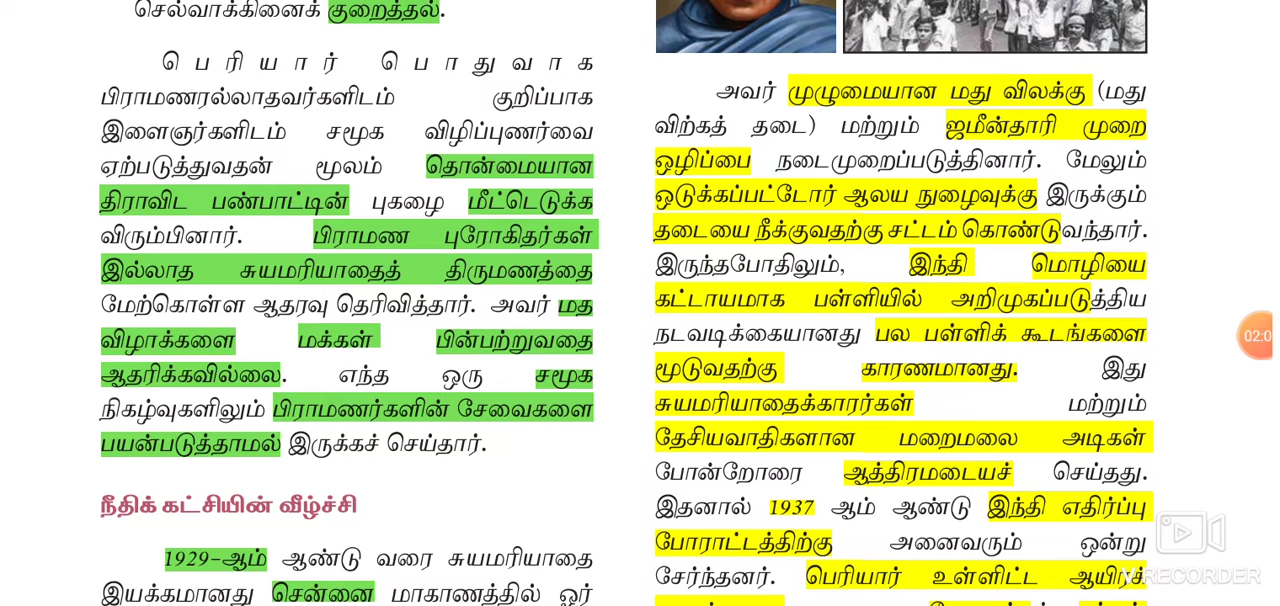 செல்வாக்கினைக் குறைத்தல்.
பெரியார் பொதுவாக
பிராமணரல்லாதவர்களிடம் குறிப்பாக
இளைஞர்களிடம் சமூக விழிப்புணர்வை
ஏற்படுத்துவதன் மூலம் தொன்மையான
திராவிட பண்பாட்டின் புகழை மீட்டெடுக்க
விரும்பினார். பிராமண புரோகிதர்கள்
இல்லாத சுயமரியாதைத் திருமணத்தை
மேற்கொள்ள ஆதரவு தெரிவித்தார். அவர் மத
விழாக்களை மக்கள் பின்பற்றுவதை
ஆதரிக்கவில்லை. எந்த ஒரு சமூக
நிகழ்வுகளிலும் பிராமணர்களின் சேவைகளை
பயன்படுத்தாமல் இருக்கச் செய்தார்.
நீதிக் கட்சியின் வீழ்ச்சி
1929-ஆம் ஆண்டு வரை சுயமரியாதை
இயக்கமானது சென்னை மாகாணத்தில் ஓர்
அவர் முழுமையான மது விலக்கு (மது
விற்கத் தடை) மற்றும் ஜமீன்தாரி முறை
ஒழிப்பை நடைமுறைப்படுத்தினார். மேலும்
ஒடுக்கப்பட்டோர் ஆலய நுழைவுக்கு இருக்கும்
தடையை நீக்குவதற்கு சட்டம் கொண்டுவந்தார்.
இருந்தபோதிலும், இந்தி மொழியை
கட்டாயமாக பள்ளியில் அறிமுகப்படுத்திய
நடவடிக்கையானது பல பள்ளிக் கூடங்களை
மூடுவதற்கு காரணமானது. இது
சுயமரியாதைக்காரர்கள் மற்றும்
தேசியவாதிகளான மறைமலை அடிகள்
போன்றோரை ஆத்திரமடையச் செய்தது.
இதனால் 1937 ஆம் ஆண்டு இந்தி எதிர்ப்பு
போராட்டத்திற்கு அனைவரும் ஒன்று
சேர்ந்தனர். பெரியார் உள்ளிட்ட ஆயிரக்
02:0
V RECORDER